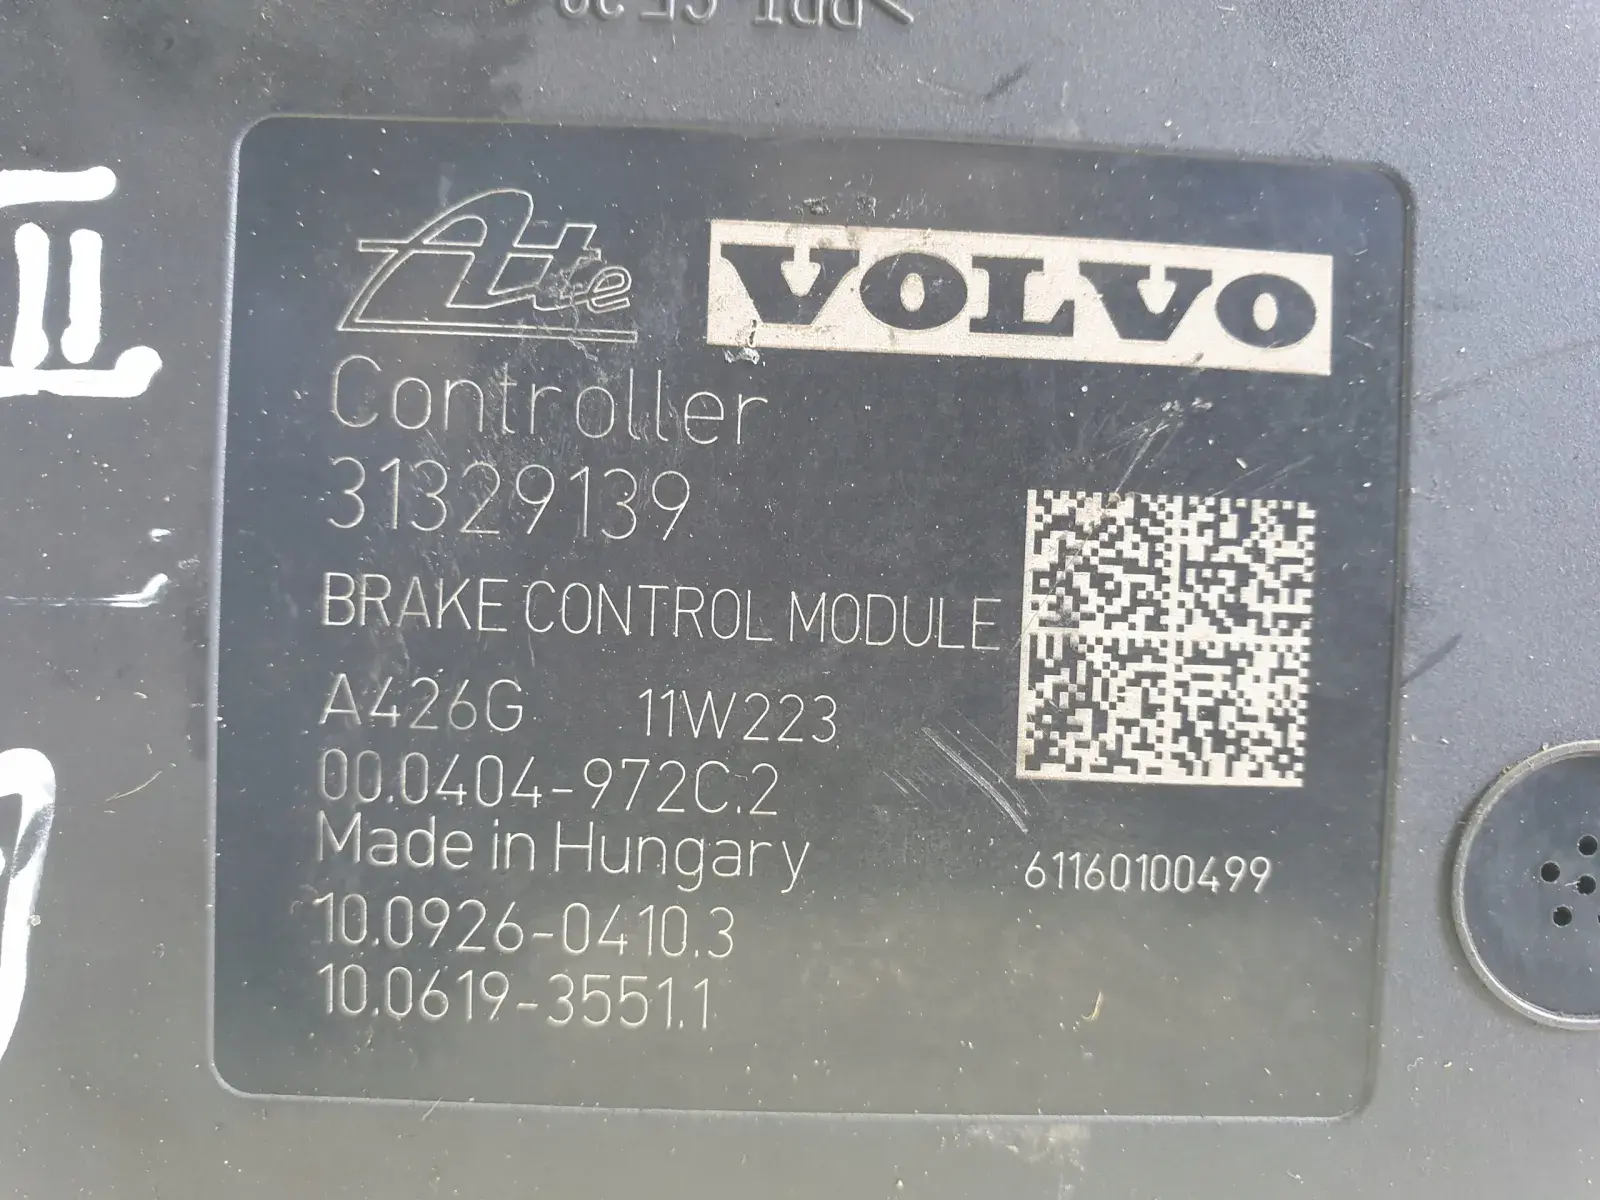 Ate VOLVO
Controller
31329139
BRAKE CONTROL MODULE
A426G 11W223
00.0404-972C.2
Made in Hungary
61160100499
10.0926-0410.3
10.0619-3551.1